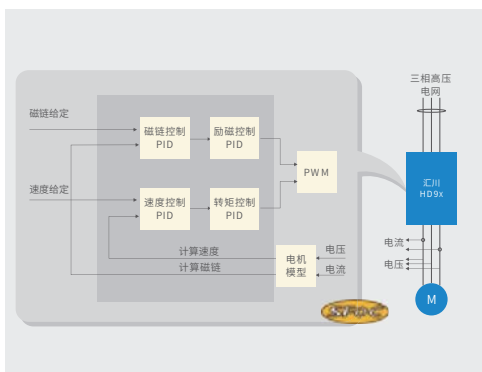 三相高压
电网
磁链给定
磁链控制
PID
励磁控制
PID
PWM
汇川
HD9x
速度给定
速度控制
PID
转矩控制
PID
计算速度
计算磁链
电机
模型
电压
电流
电流
电压
M